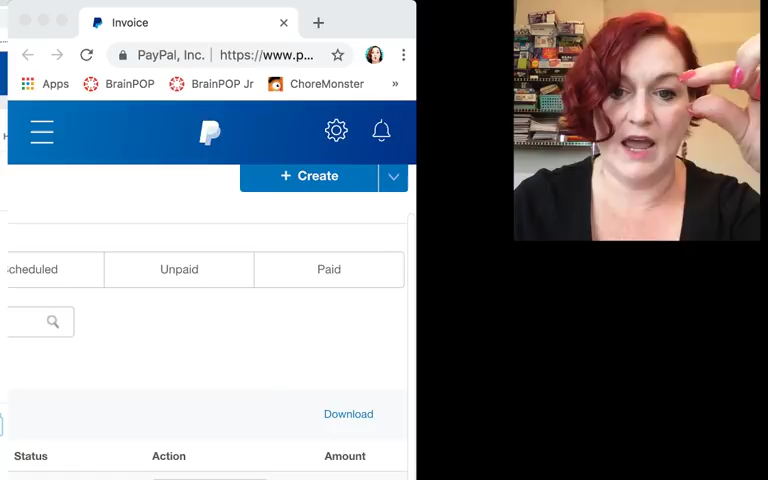 Invoice
PayPal, Inc. | https://www.p...
Apps BrainPOP BrainPOP Jr ChoreMonster »
+ Create
cheduled Unpaid Paid
Download
Status Action Amount